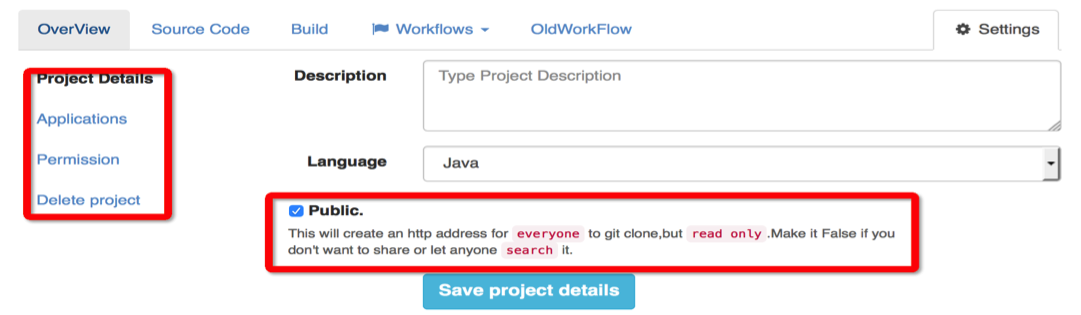 OverView Source Code Build Workflows OldWorkFlow Settings
Project Details
Applications
Permission
Delete project
Description Type Project Description
Language Java
Public.
This will create an http address for everyone to git clone,but read only .Make it False if you
don't want to share or let anyone search it.
Save project details